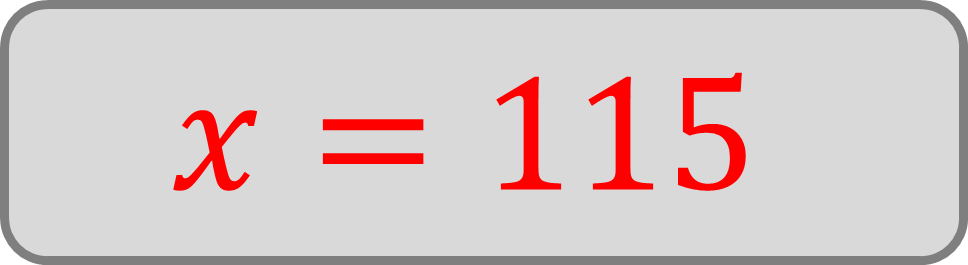 x = 115